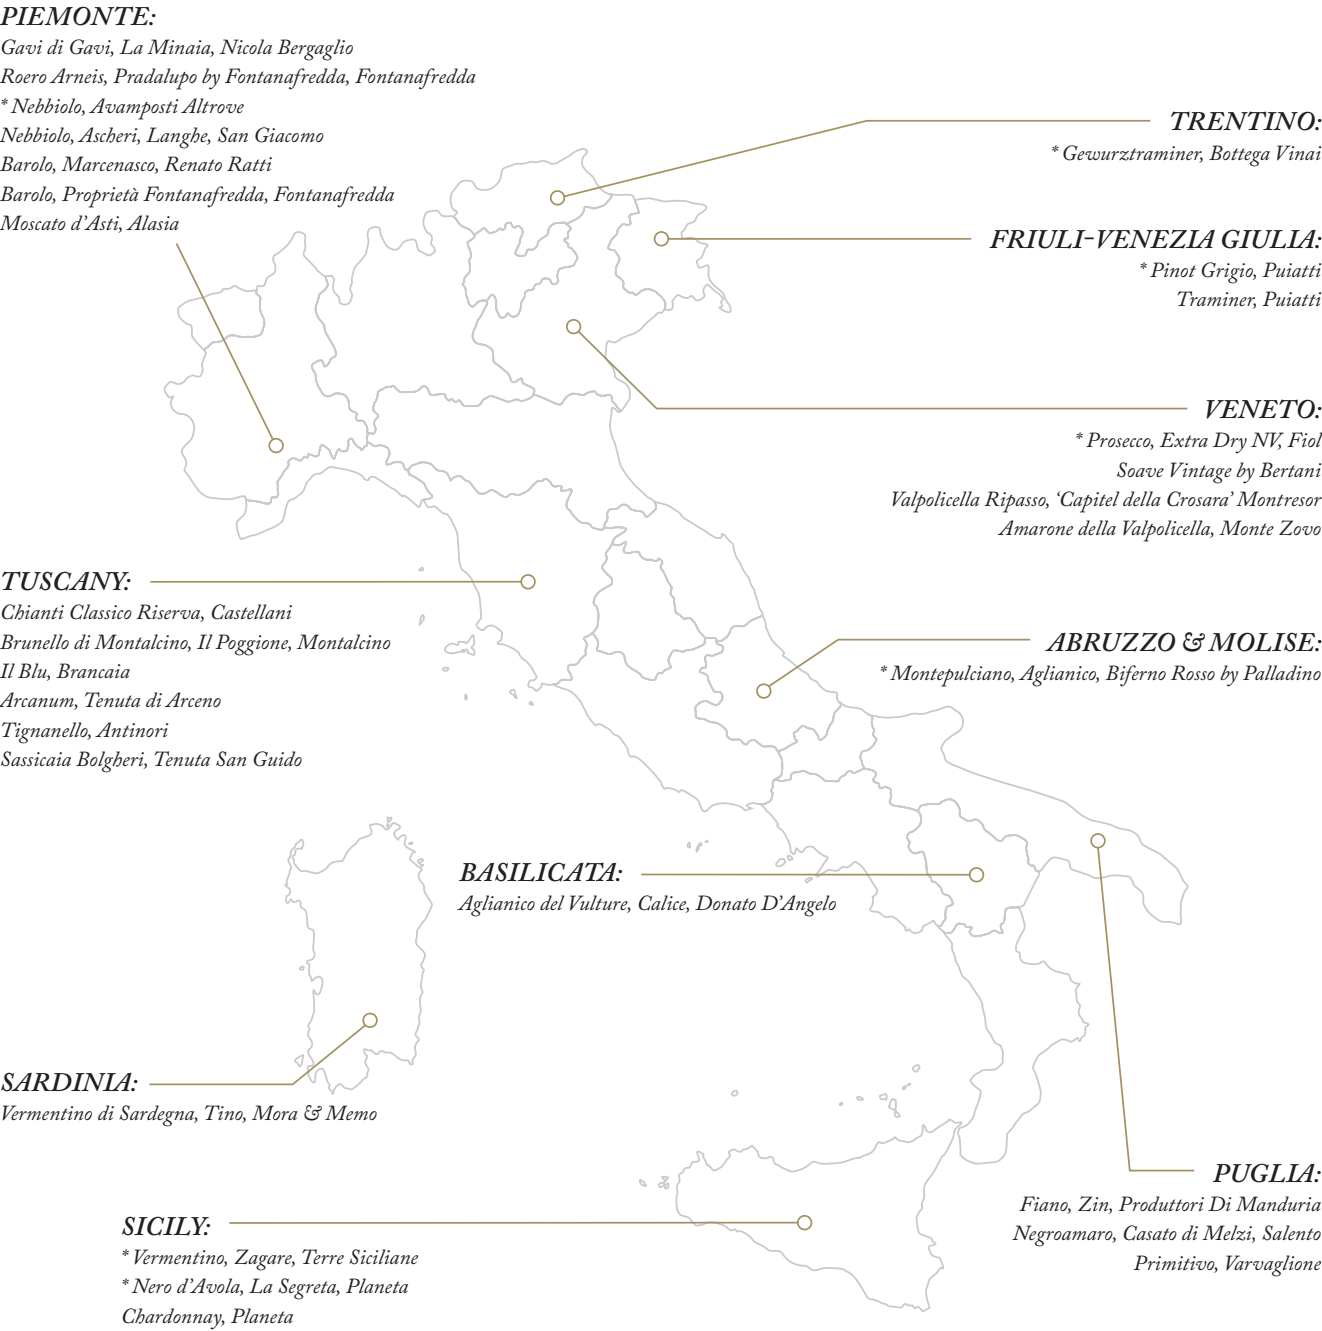 PIEMONTE:
Gavi di Gavi, La Minaia, Nicola Bergaglio
Roero Arneis, Pradalupo by Fontanafredda, Fontanafredda
* Nebbiolo, Avamposti Altrove
Nebbiolo, Ascheri, Langhe, San Giacomo
Barolo, Marcenasco, Renato Ratti
Barolo, Proprietà Fontanafredda, Fontanafredda
Moscato d’Asti, Alasia
TRENTINO:
* Gewurztraminer, Bottega Vinai
FRIULI-VENEZIA GIULIA:
* Pinot Grigio, Puiatti
Traminer, Puiatti
VENETO:
* Prosecco, Extra Dry NV, Fiol
Soave Vintage by Bertani
Valpolicella Ripasso, ‘Capitel della Crosara’ Montresor
Amarone della Valpolicella, Monte Zovo
TUSCANY:
Chianti Classico Riserva, Castellani
Brunello di Montalcino, Il Poggione, Montalcino
Il Blu, Brancaia
Arcanum, Tenuta di Arceno
Tignanello, Antinori
Sassicaia Bolgheri, Tenuta San Guido
ABRUZZO & MOLISE:
* Montepulciano, Aglianico, Biferno Rosso by Palladino
BASILICATA:
Aglianico del Vulture, Calice, Donato D’Angelo
SARDINIA:
Vermentino di Sardegna, Tino, Mora & Memo
PUGLIA:
Fiano, Zin, Produttori Di Manduria
Negroamaro, Casato di Melzi, Salento
Primitivo, Varvaglione
SICILY:
* Vermentino, Zagare, Terre Siciliane
* Nero d’Avola, La Segreta, Planeta
Chardonnay, Planeta